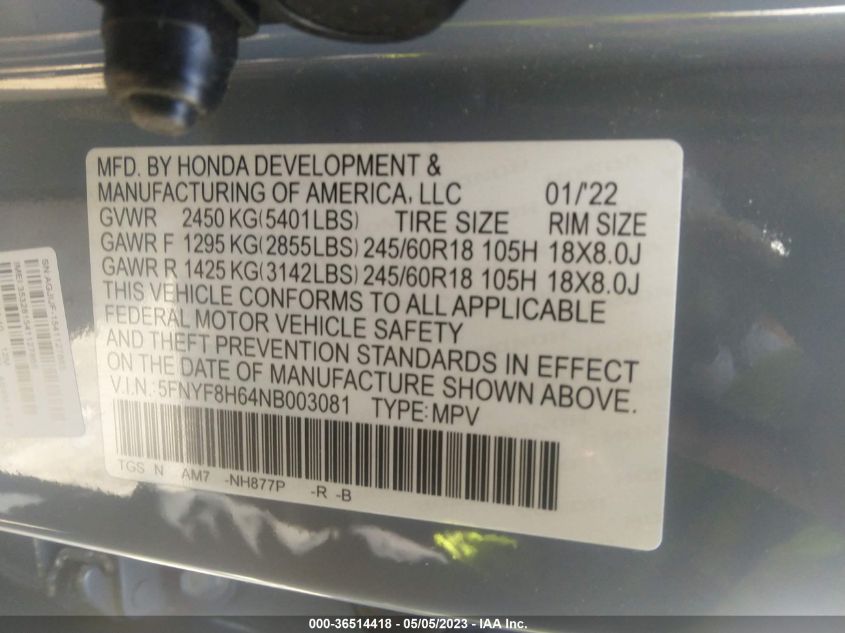 MFD. BY HONDA DEVELOPMENT &
MANUFACTURING OF AMERICA, LLC 01/'22
GVWR 2450 KG(5401LBS) TIRE SIZE RIM SIZE
GAWR F 1295 KG(2855LBS) 245/60R18 105H 18X8.0J
GAWR R 1425 KG(3142LBS) 245/60R18 105H 18X8.0J
THIS VEHICLE CONFORMS TO ALL APPLICABLE
FEDERAL MOTOR VEHICLE SAFETY
AND THEFT PREVENTION STANDARDS IN EFFECT
ON THE DATE OF MANUFACTURE SHOWN ABOVE.
V.I.N.: 5FNYF8H64NB003081 TYPE: MPV
TGS N AM7 -NH877P -R -B
000-36514418 - 05/05/2023 - IAA Inc.